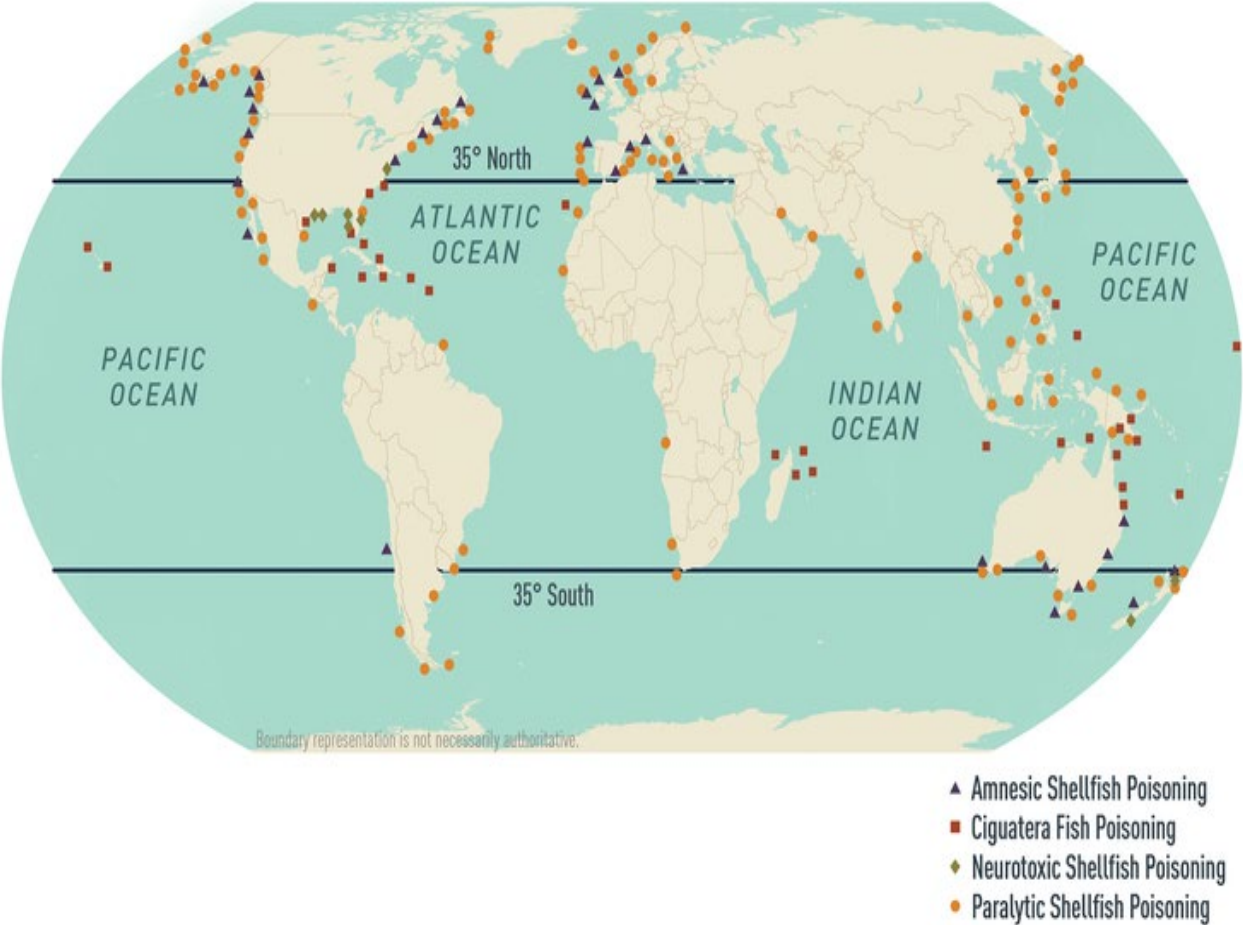 35° North
ATLANTIC
OCEAN
PACIFIC
OCEAN
PACIFIC
OCEAN
INDIAN
OCEAN
35° South
Boundary representation is not necessarily authoritative.
Amnesic Shellfish Poisoning
Ciguatera Fish Poisoning
Neurotoxic Shellfish Poisoning
Paralytic Shellfish Poisoning